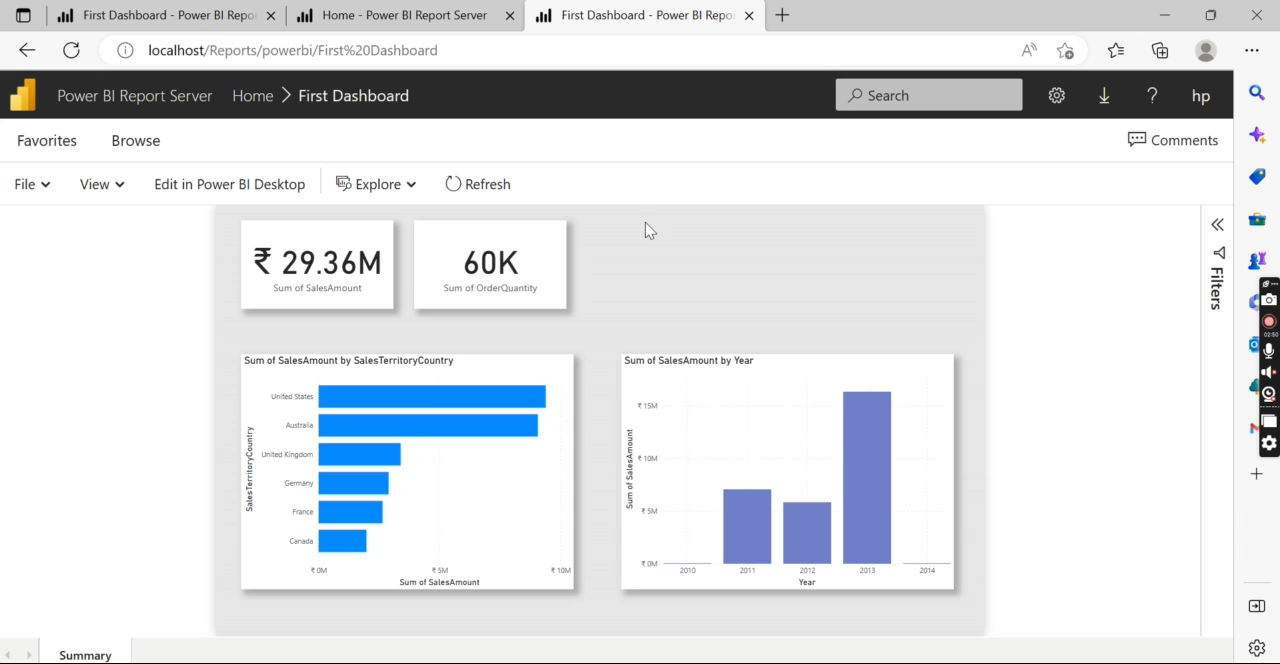 First Dashboard - Power BI Repo
Home - Power BI Report Server
First Dashboard - Power BI Repo
localhost/Reports/powerbi/First%20Dashboard
Power BI Report Server Home > First Dashboard
Search
? hp
Favorites Browse
Comments
File View Edit in Power BI Desktop Explore Refresh
₹ 29.36M
Sum of SalesAmount
60K
Sum of OrderQuantity
Filters
02:50
Sum of SalesAmount by SalesTerritoryCountry
SalesTerritoryCountry
United States
Australia
United Kingdom
Germany
France
Canada
₹ 0M ₹ 5M ₹ 10M
Sum of SalesAmount
Sum of SalesAmount by Year
Sum of SalesAmount
₹ 15M
₹ 10M
₹ 5M
₹ 0M
2010 2011 2012 2013 2014
Year
Summary